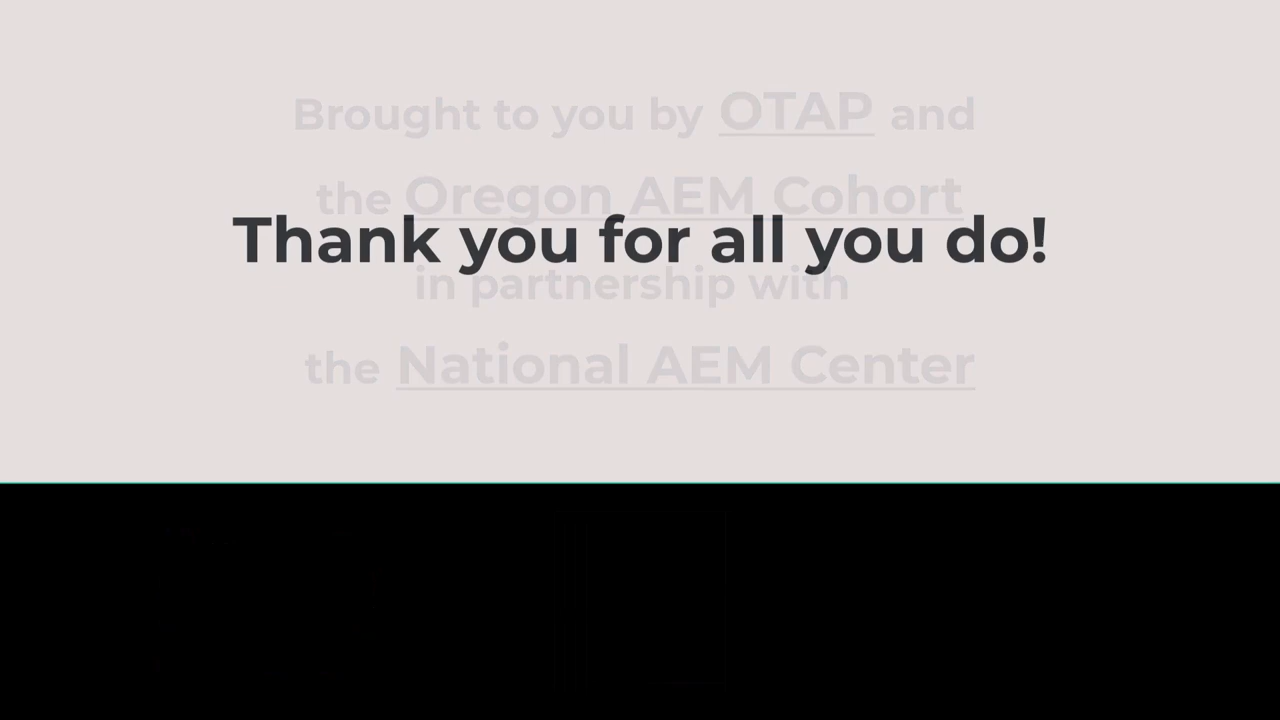 Brought to you by OTAP and
the Oregon AEM Cohort
Thank you for all you do!
in partnership with
the National AEM Center